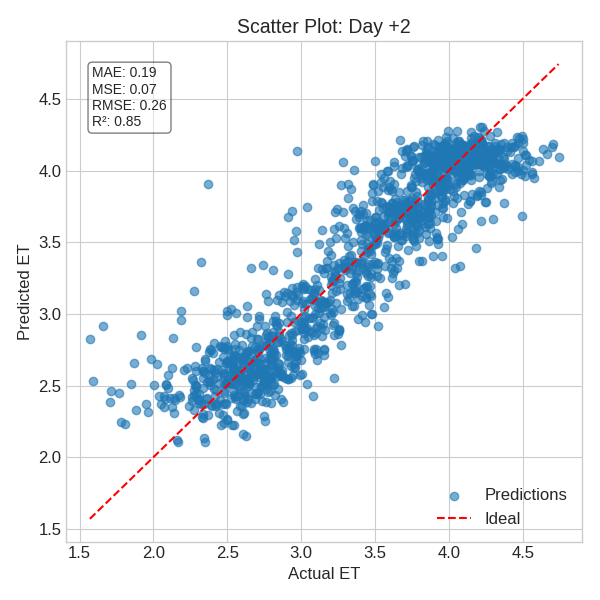 Scatter Plot: Day +2
MAE: 0.19
MSE: 0.07
RMSE: 0.26
R²: 0.85
4.5
4.0
3.5
3.0
2.5
2.0
1.5
Predicted ET
Predictions
Ideal
1.5 2.0 2.5 3.0 3.5 4.0 4.5
Actual ET